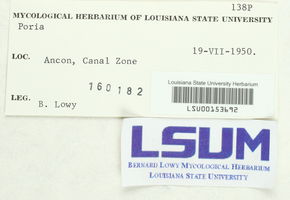 138P
MYCOLOGICAL HERBARIUM OF LOUISIANA STATE UNIVERSITY
Poria
19-VII-1950.
LOC. Ancon, Canal Zone
160182
Louisiana State University Herbarium
LSU00153692
LEG. B. Lowy
LSUM
BERNARD LOWY MYCOLOGICAL HERBARIUM
LOUISIANA STATE UNIVERSITY